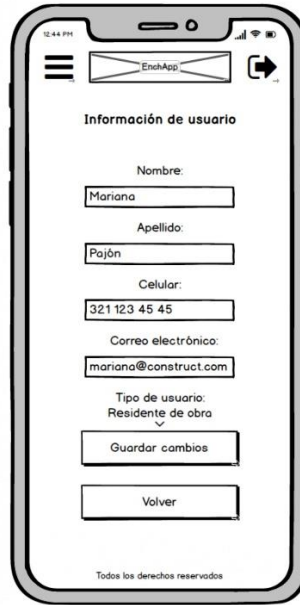 12:44 PM
EnchApp
Información de usuario
Nombre:
Mariana
Apellido:
Pajón
Celular:
321 123 45 45
Correo electrónico:
mariana@construct.com
Tipo de usuario:
Residente de obra
Guardar cambios
Volver
Todos los derechos reservados